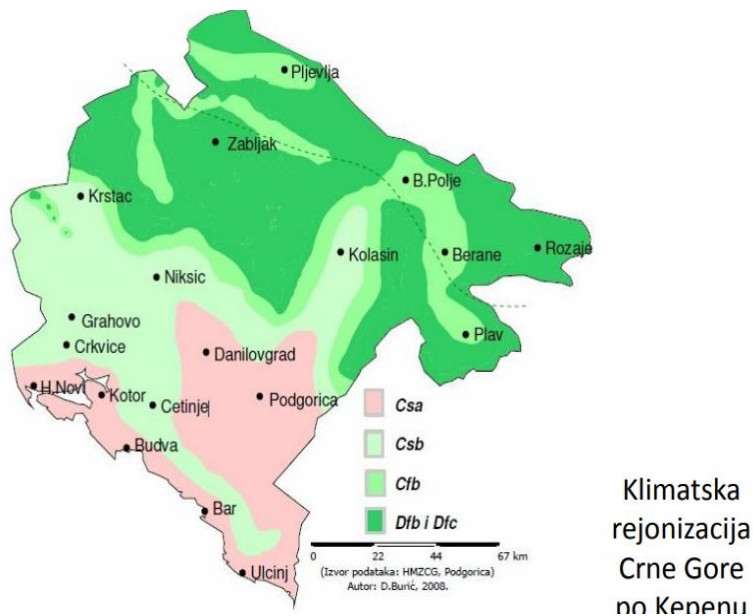 Pljevlja
Zabljak
B.Polje
Krstac
Kolasin
Berane
Rozaje
Niksic
Grahovo
Plav
Crkvice
Danilovgrad
H.Novi
Kotor
Cetinje
Podgorica
Budva
Bar
Ulcinj
Csa
Csb
Cfb
Dfb i Dfc
0 22 44 67 km
(Izvor podataka: HMZCG, Podgorica)
Autor: D.Burić, 2008.
Klimatska
rejonizacija
Crne Gore
po Kepenu